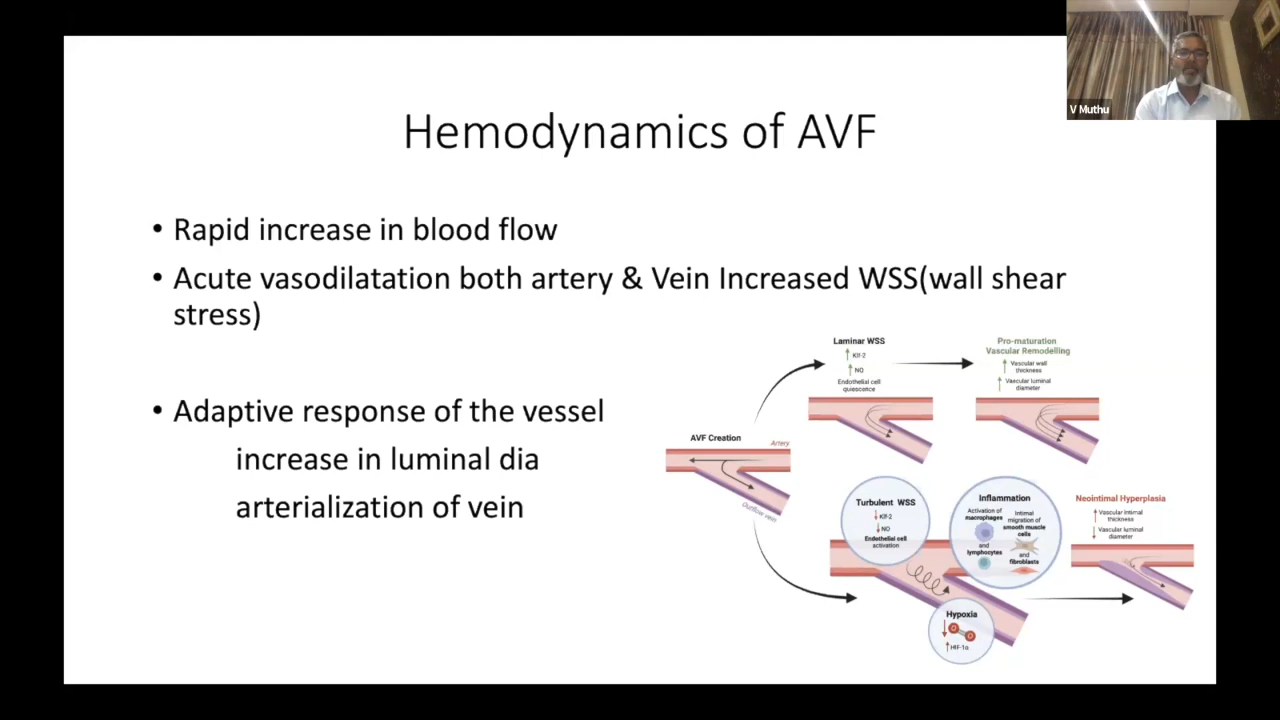 V Muthu
Hemodynamics of AVF
• Rapid increase in blood flow
• Acute vasodilatation both artery & Vein Increased WSS(wall shear
stress)
• Adaptive response of the vessel
increase in luminal dia
arterialization of vein
AVF Creation
Artery
Outflow vein
Laminar WSS
↑ Klf-2
↑ NO
Endothelial cell
quiescence
Pro-maturation
Vascular Remodelling
↑ Vascular wall
thickness
↑ Vascular luminal
diameter
Turbulent WSS
↓ KLF-2
↓ NO
Endothelial cell
activation
Inflammation
Activation of
macrophages
and
lymphocytes
Intimal
migration of
smooth muscle
cells
and
fibroblasts
Hypoxia
↓ O O
↑ HIF-1α
Neointimal Hyperplasia
↑ Vascular intimal
thickness
↓ Vascular luminal
diameter